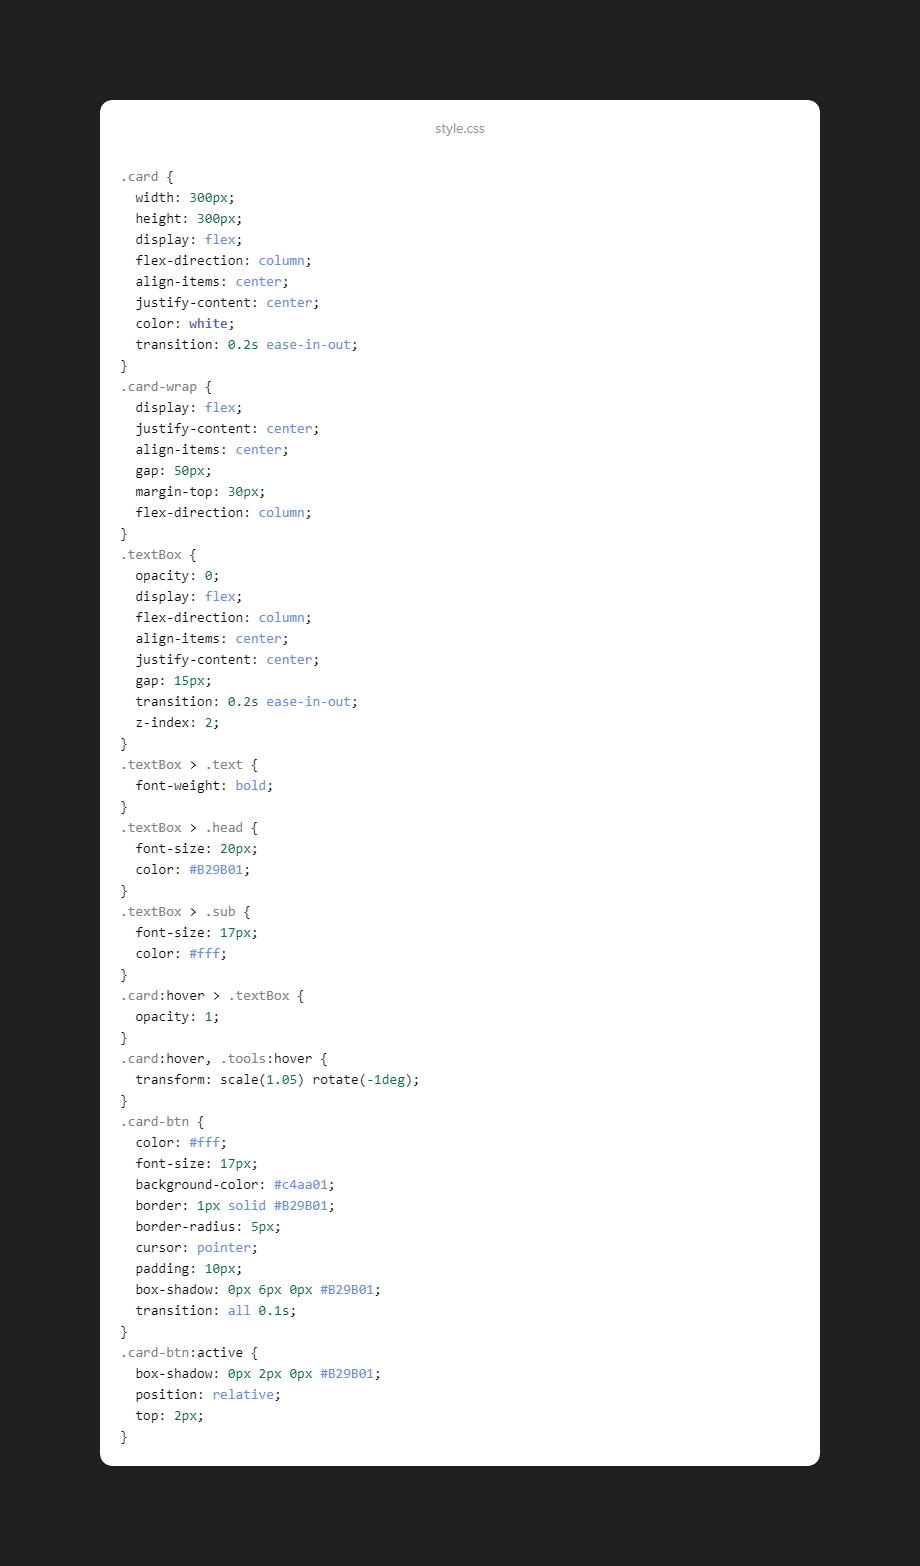 style.css
.card {
  width: 300px;
  height: 300px;
  display: flex;
  flex-direction: column;
  align-items: center;
  justify-content: center;
  color: white;
  transition: 0.2s ease-in-out;
}
.card-wrap {
  display: flex;
  justify-content: center;
  align-items: center;
  gap: 50px;
  margin-top: 30px;
  flex-direction: column;
}
.textBox {
  opacity: 0;
  display: flex;
  flex-direction: column;
  align-items: center;
  justify-content: center;
  gap: 15px;
  transition: 0.2s ease-in-out;
  z-index: 2;
}
.textBox > .text {
  font-weight: bold;
}
.textBox > .head {
  font-size: 20px;
  color: #B29B01;
}
.textBox > .sub {
  font-size: 17px;
  color: #fff;
}
.card:hover > .textBox {
  opacity: 1;
}
.card:hover, .tools:hover {
  transform: scale(1.05) rotate(-1deg);
}
.card-btn {
  color: #fff;
  font-size: 17px;
  background-color: #c4aa01;
  border: 1px solid #B29B01;
  border-radius: 5px;
  cursor: pointer;
  padding: 10px;
  box-shadow: 0px 6px 0px #B29B01;
  transition: all 0.1s;
}
.card-btn:active {
  box-shadow: 0px 2px 0px #B29B01;
  position: relative;
  top: 2px;
}